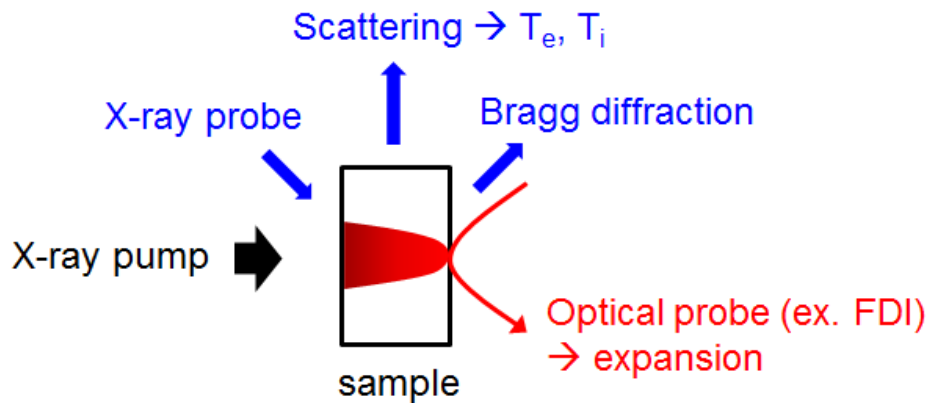 Scattering → Tₑ, Tᵢ
X-ray probe
Bragg diffraction
X-ray pump
Optical probe (ex. FDI)
→ expansion
sample